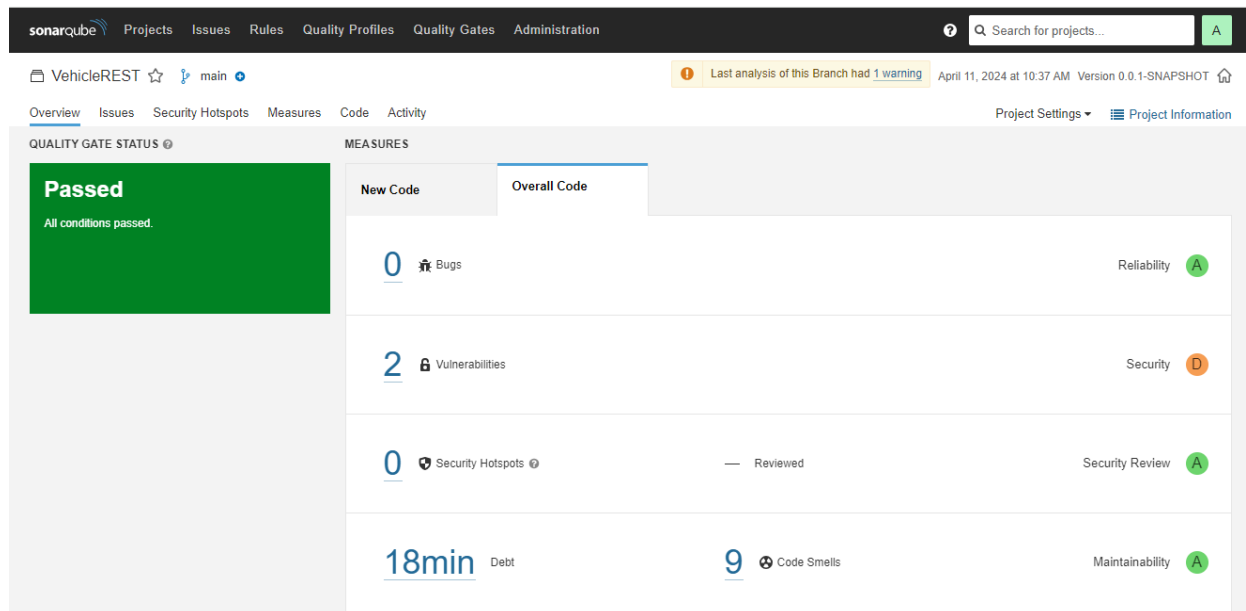 sonarqube Projects Issues Rules Quality Profiles Quality Gates Administration ? Search for projects... A
VehicleREST main Last analysis of this Branch had 1 warning April 11, 2024 at 10:37 AM Version 0.0.1-SNAPSHOT
Overview Issues Security Hotspots Measures Code Activity Project Settings Project Information
QUALITY GATE STATUS ? MEASURES
Passed
All conditions passed.
New Code Overall Code
0 Bugs Reliability A
2 Vulnerabilities Security D
0 Security Hotspots ? — Reviewed Security Review A
18min Debt 9 Code Smells Maintainability A